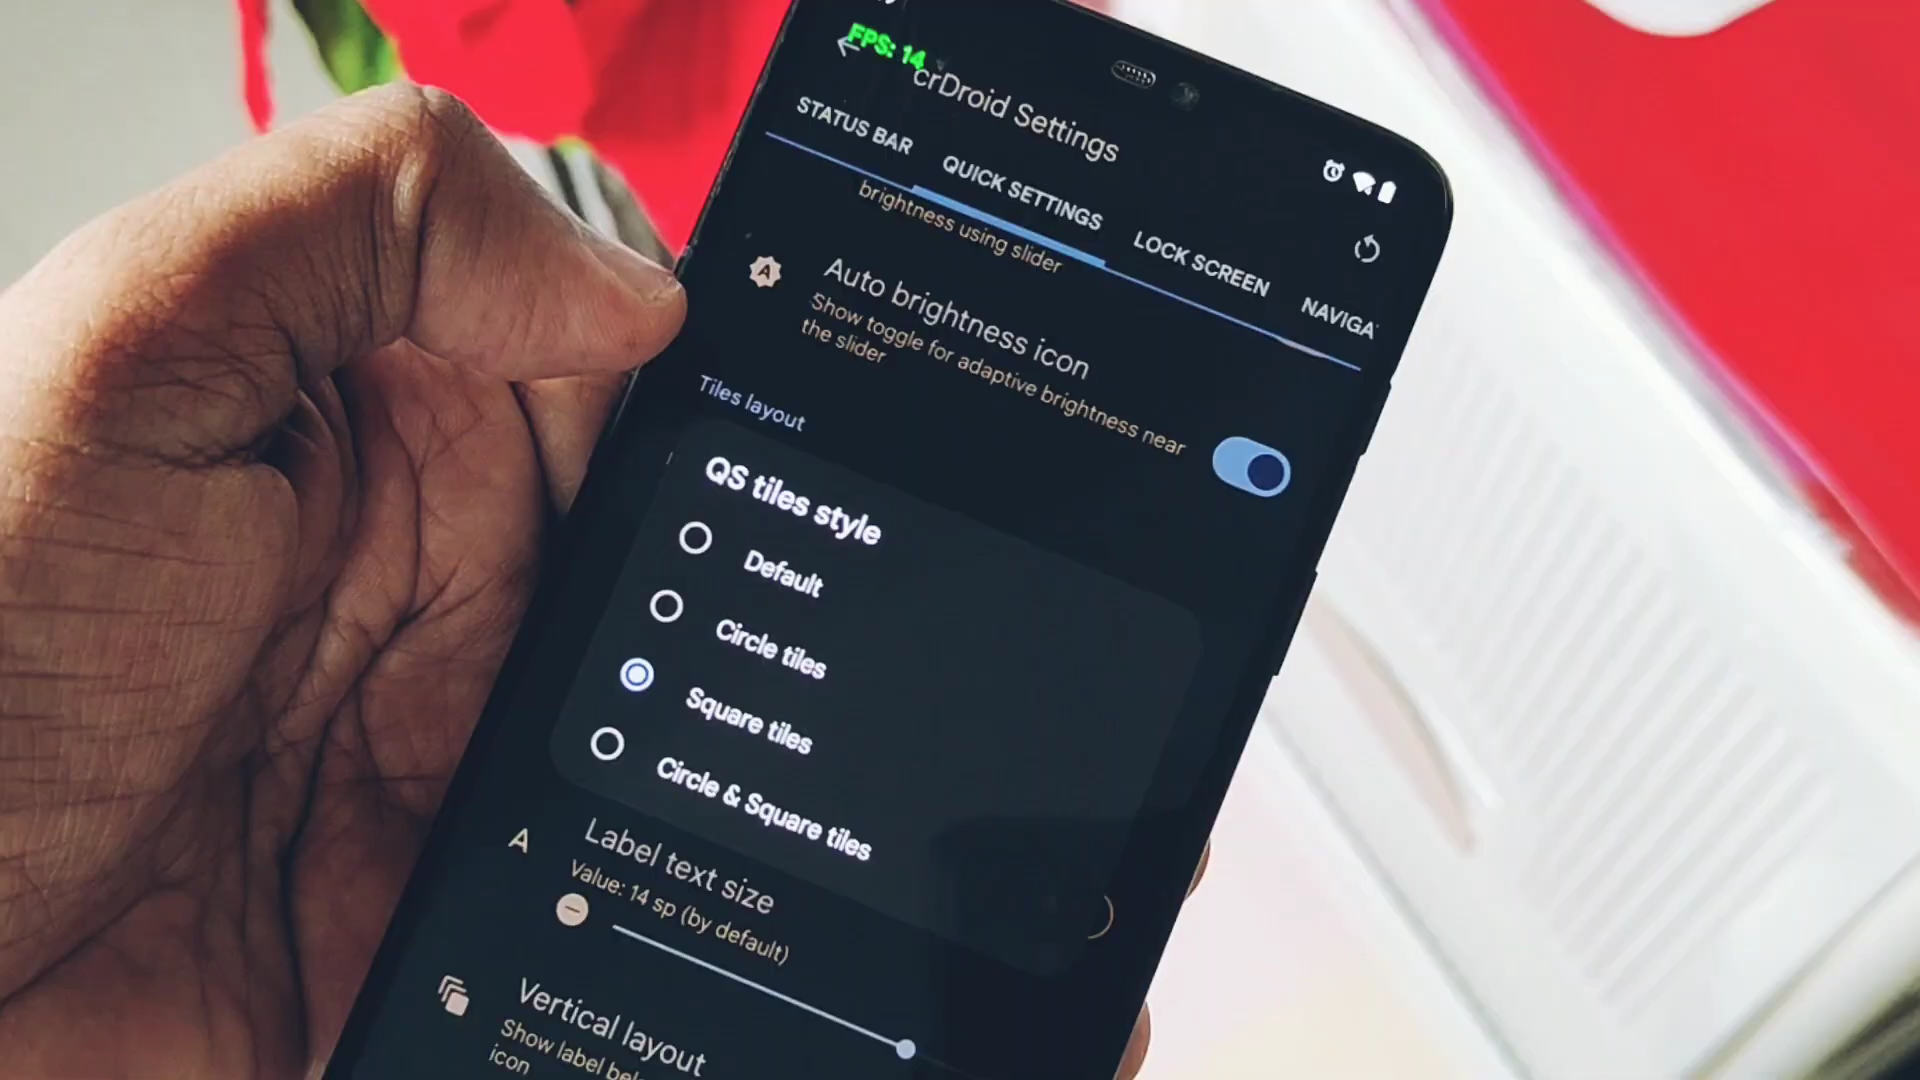 FPS: 14
crDroid Settings
STATUS BAR
QUICK SETTINGS
LOCK SCREEN
NAVIGA
brightness using slider
Auto brightness icon
Show toggle for adaptive brightness near
the slider
Tiles layout
QS tiles style
Default
Circle tiles
Square tiles
Circle & Square tiles
Label text size
Value: 14 sp (by default)
Vertical layout
Show label bel
icon